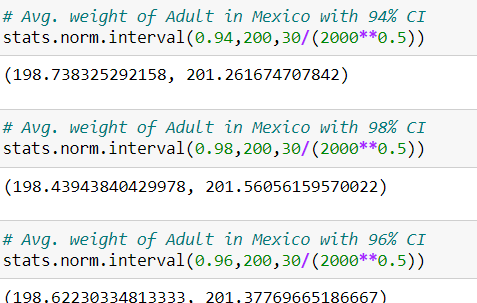 # Avg. weight of Adult in Mexico with 94% CI
stats.norm.interval(0.94,200,30/(2000**0.5))
(198.738325292158, 201.261674707842)
# Avg. weight of Adult in Mexico with 98% CI
stats.norm.interval(0.98,200,30/(2000**0.5))
(198.43943840429978, 201.56056159570022)
# Avg. weight of Adult in Mexico with 96% CI
stats.norm.interval(0.96,200,30/(2000**0.5))
(198.62230334813333, 201.37769665186667)